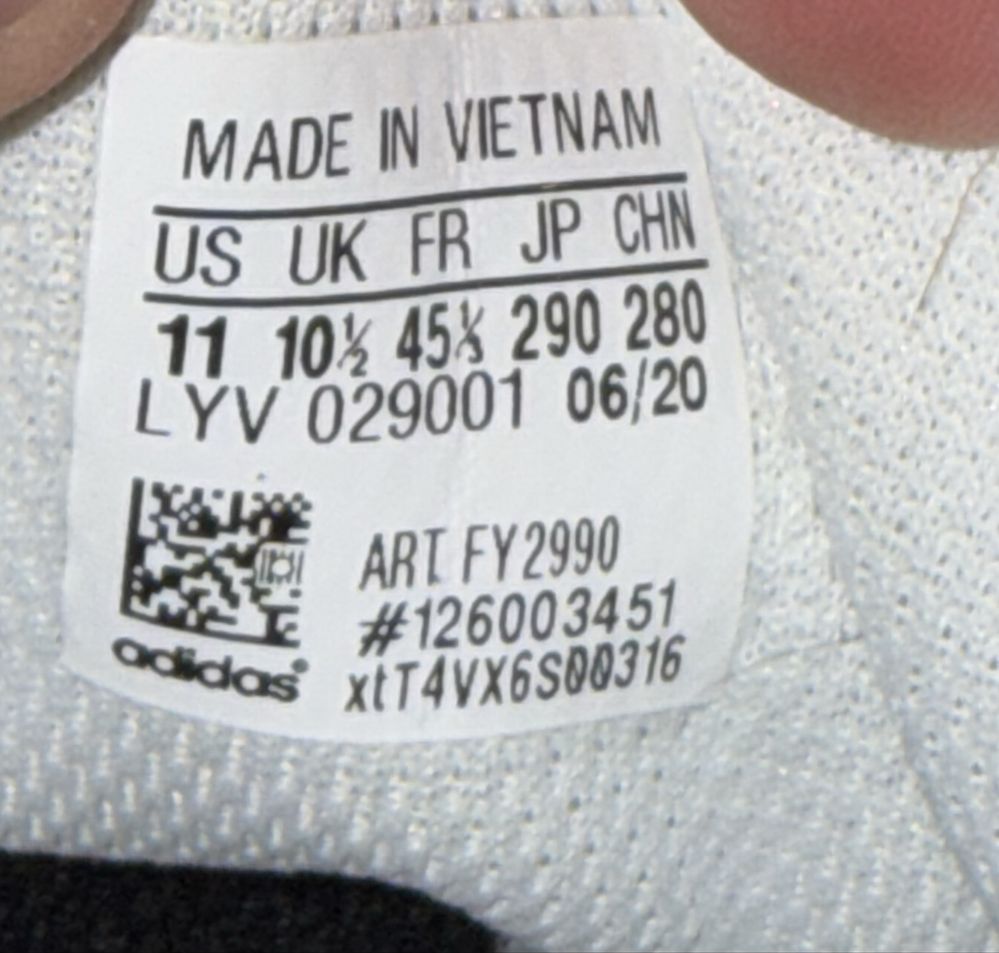 MADE IN VIETNAM
US UK FR JP CHN
11 10½ 45⅓ 290 280
LYV 029001 06/20
ART FY2990
#126003451
xtT4VX6S00316
adidas®